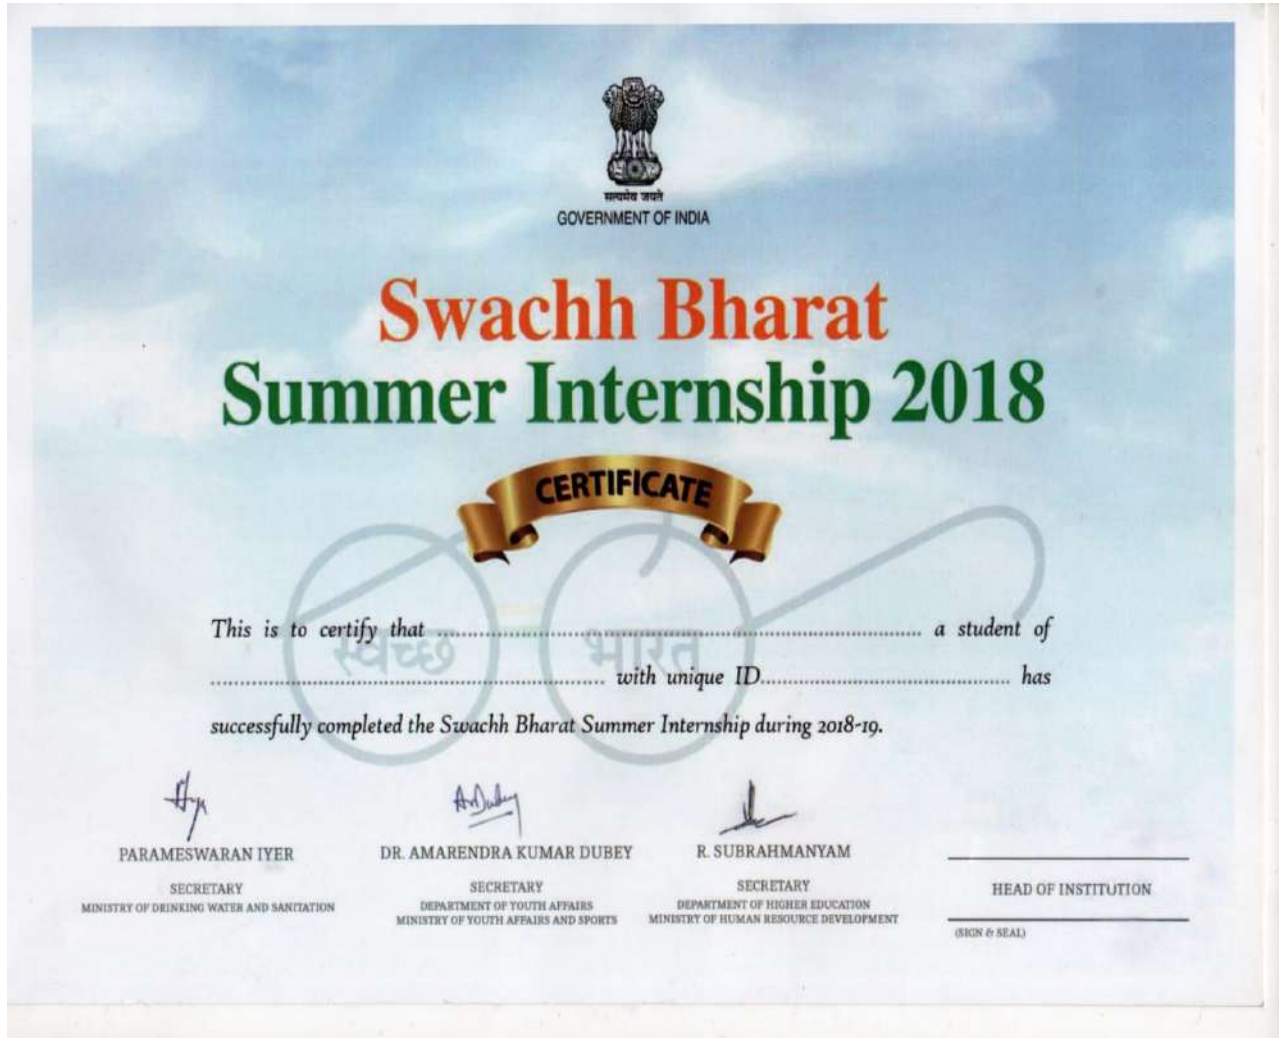 सत्यमेव जयते
GOVERNMENT OF INDIA
Swachh Bharat
Summer Internship 2018
CERTIFICATE
स्वच्छ भारत
This is to certify that ........................................ a student of
........................................ with unique ID........................................ has
successfully completed the Swachh Bharat Summer Internship during 2018-19.
PARAMESWARAN IYER
SECRETARY
MINISTRY OF DRINKING WATER AND SANITATION
DR. AMARENDRA KUMAR DUBEY
SECRETARY
DEPARTMENT OF YOUTH AFFAIRS
MINISTRY OF YOUTH AFFAIRS AND SPORTS
R. SUBRAHMANYAM
SECRETARY
DEPARTMENT OF HIGHER EDUCATION
MINISTRY OF HUMAN RESOURCE DEVELOPMENT
HEAD OF INSTITUTION
(SIGN & SEAL)